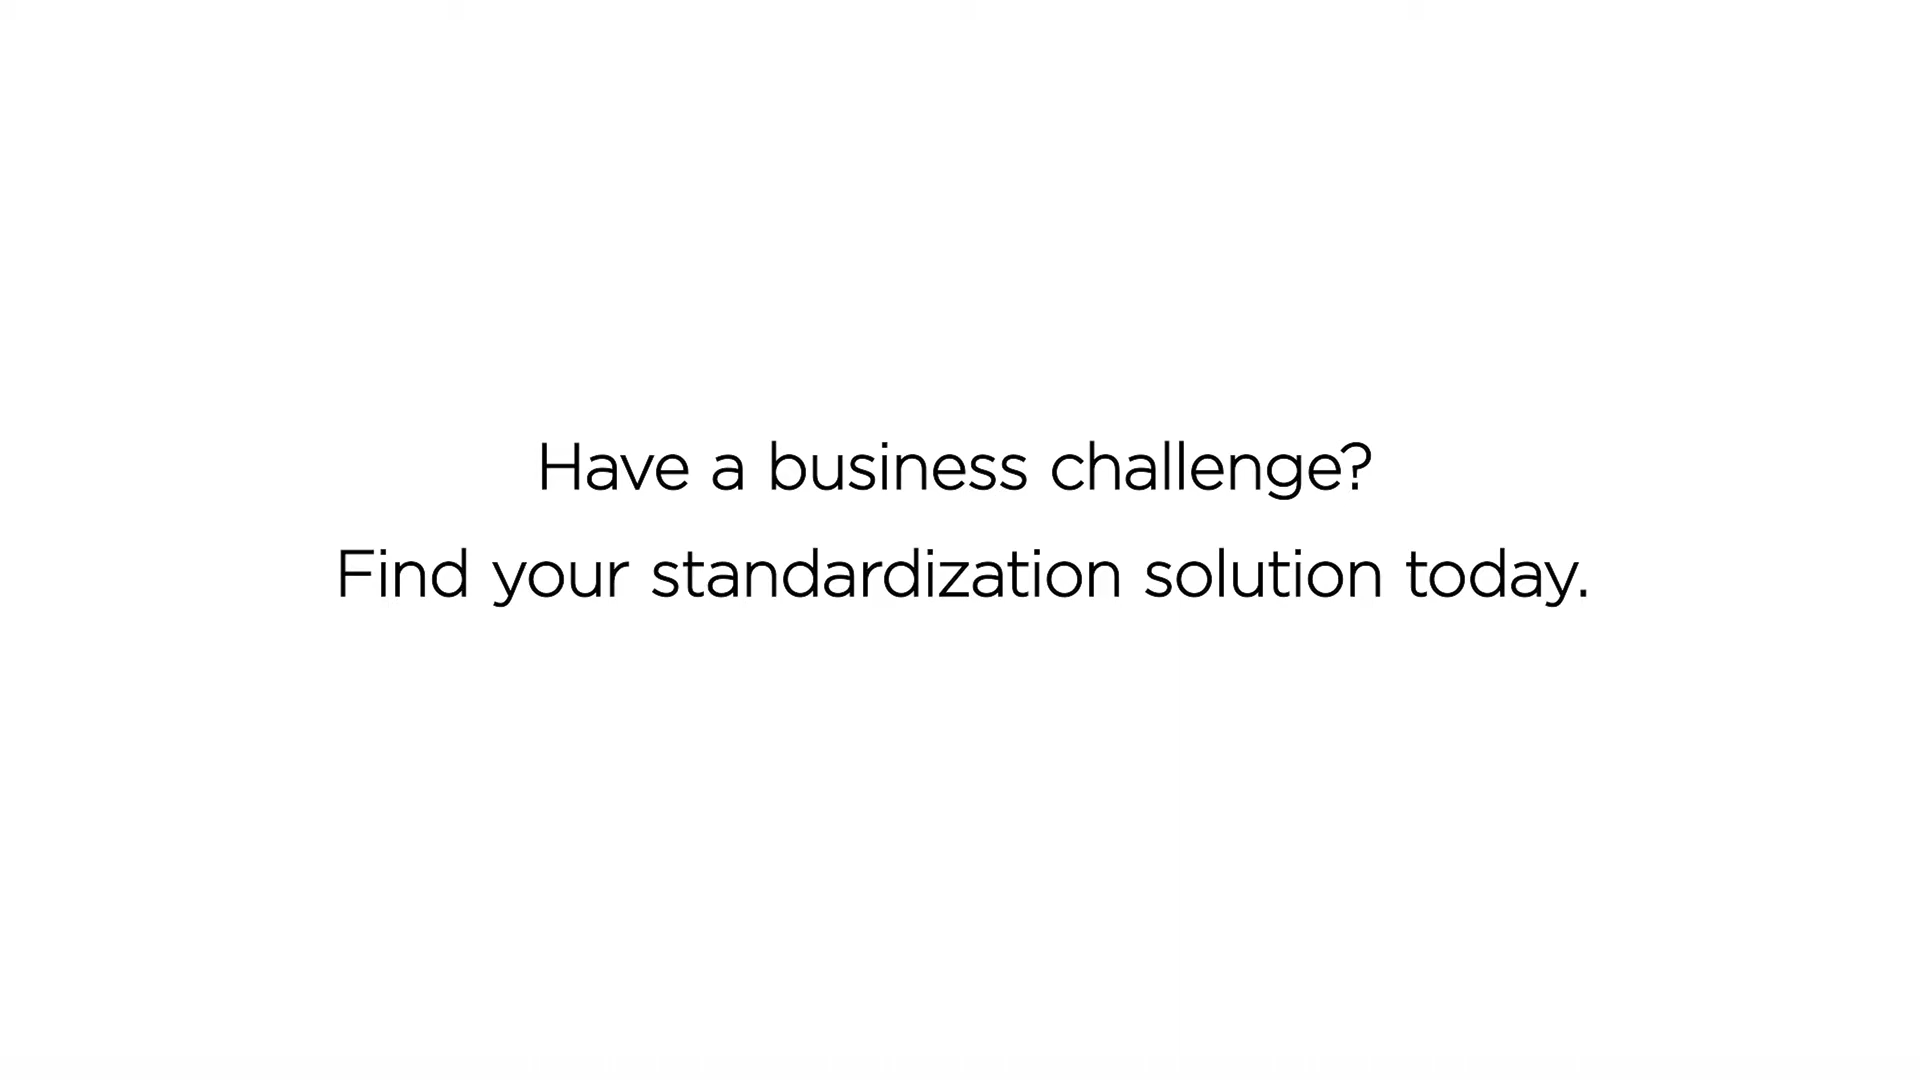 Have a business challenge?
Find your standardization solution today.